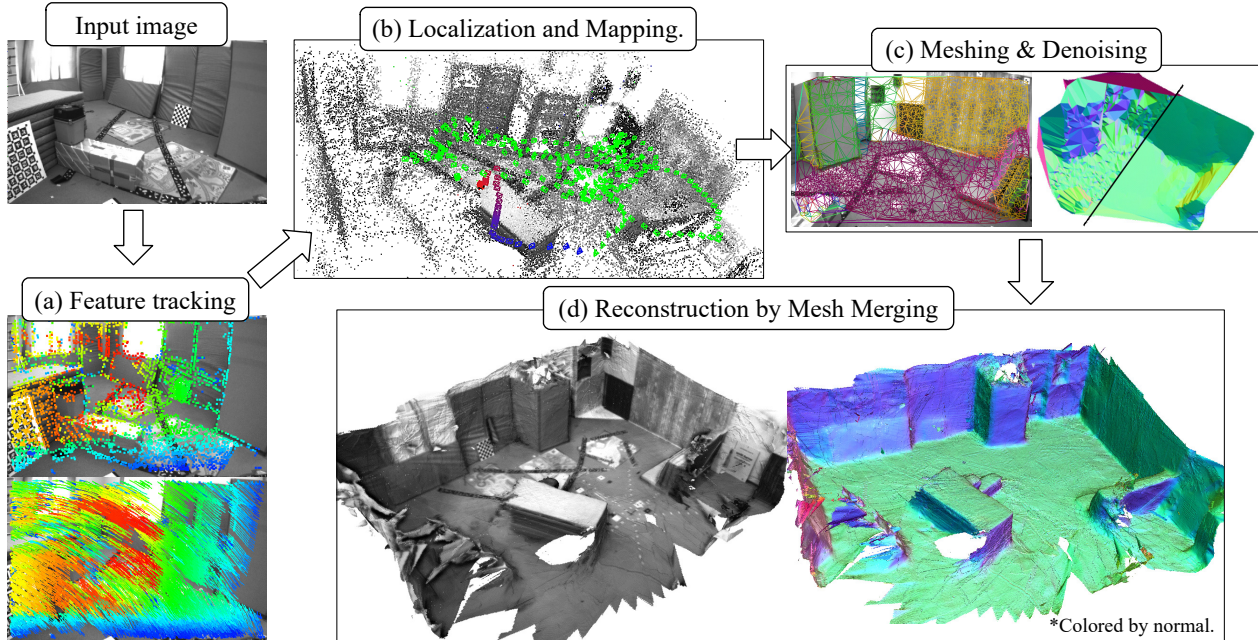 Input image
(a) Feature tracking
(b) Localization and Mapping.
(c) Meshing & Denoising
(d) Reconstruction by Mesh Merging
*Colored by normal.